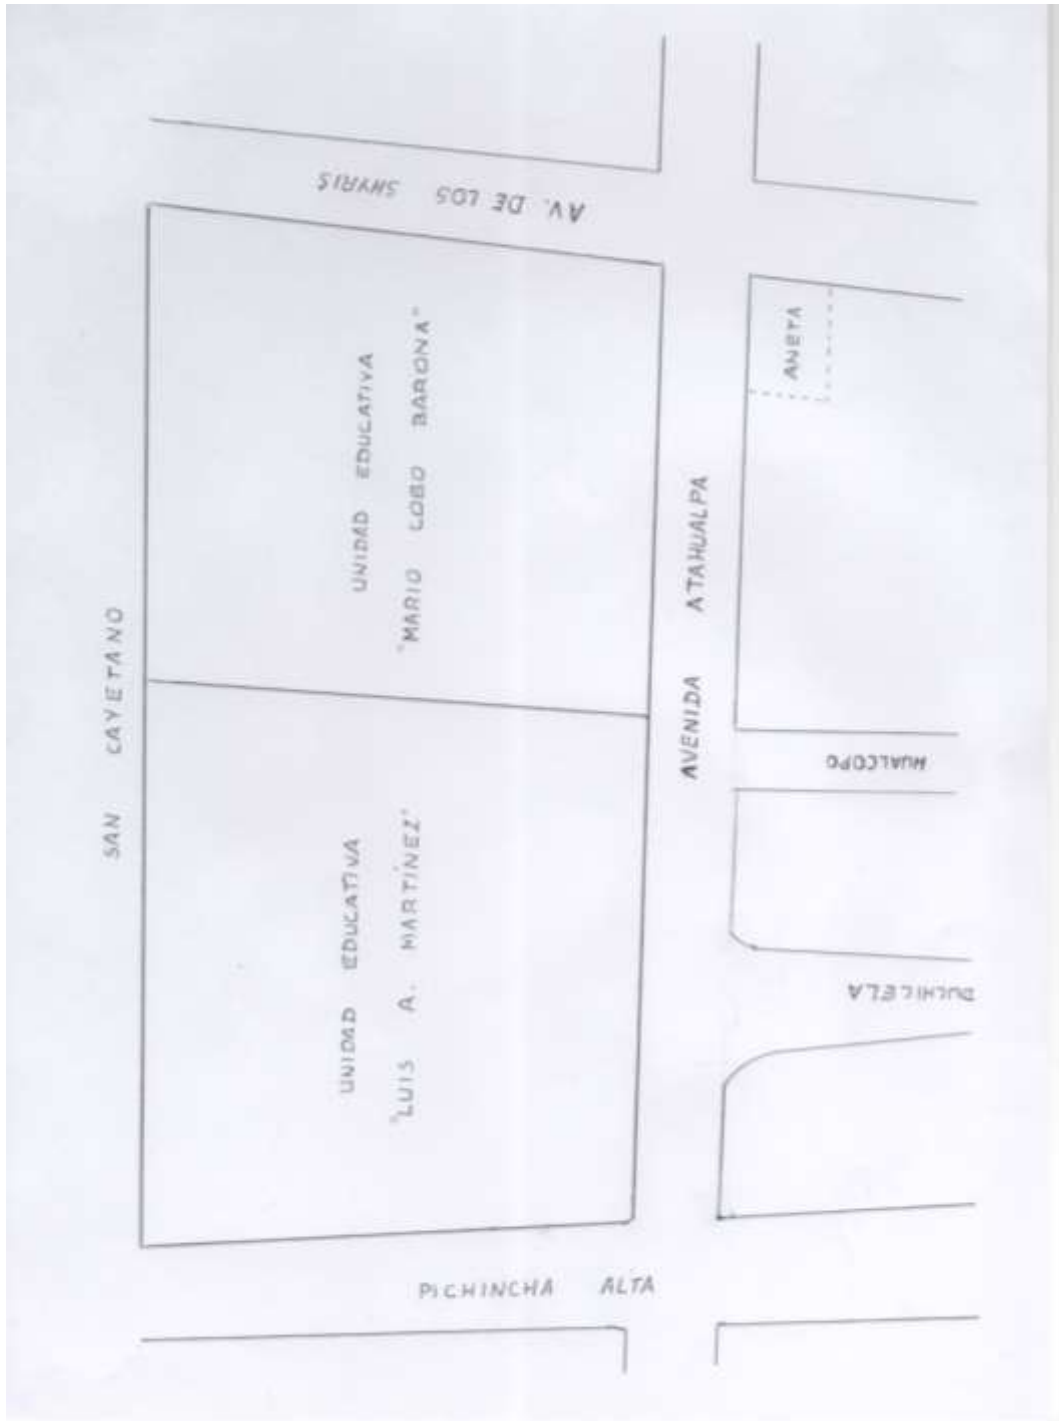 AV. DE LOS SHYRIS
UNIDAD EDUCATIVA
"MARIO COBO BARONA"
ANETA
AVENIDA ATAHUALPA
SAN CAYETANO
HUALCOPO
UNIDAD EDUCATIVA
"LUIS A. MARTÍNEZ"
DUCHICELA
PICHINCHA ALTA